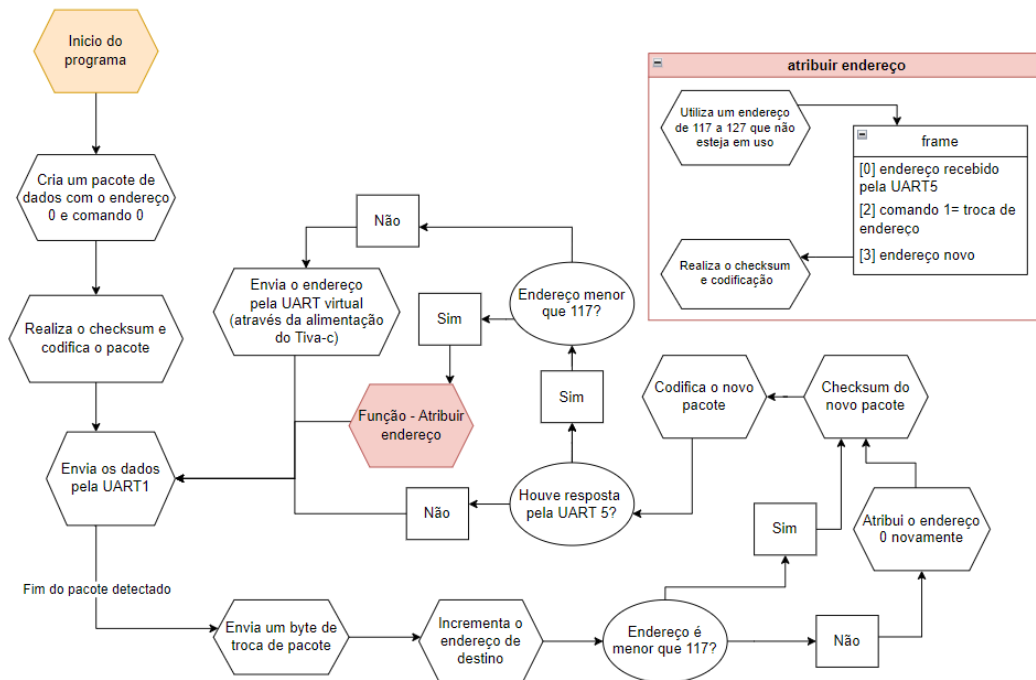 Inicio do
programa
Cria um pacote de
dados com o endereço
0 e comando 0
Realiza o checksum e
codifica o pacote
Envia os dados
pela UART1
Fim do pacote detectado
Envia um byte de
troca de pacote
Incrementa o
endereço de
destino
Endereço é
menor que 117?
Sim
Não
Atribui o endereço
0 novamente
Checksum do
novo pacote
Codifica o novo
pacote
Houve resposta
pela UART 5?
Não
Sim
Endereço menor
que 117?
Não
Sim
Envia o endereço
pela UART virtual
(através da alimentação
do Tiva-c)
Função - Atribuir
endereço
atribuir endereço
Utiliza um endereço
de 117 a 127 que não
esteja em uso
frame
[0] endereço recebido
pela UART5
[2] comando 1= troca de
endereço
[3] endereço novo
Realiza o checksum
e codificação